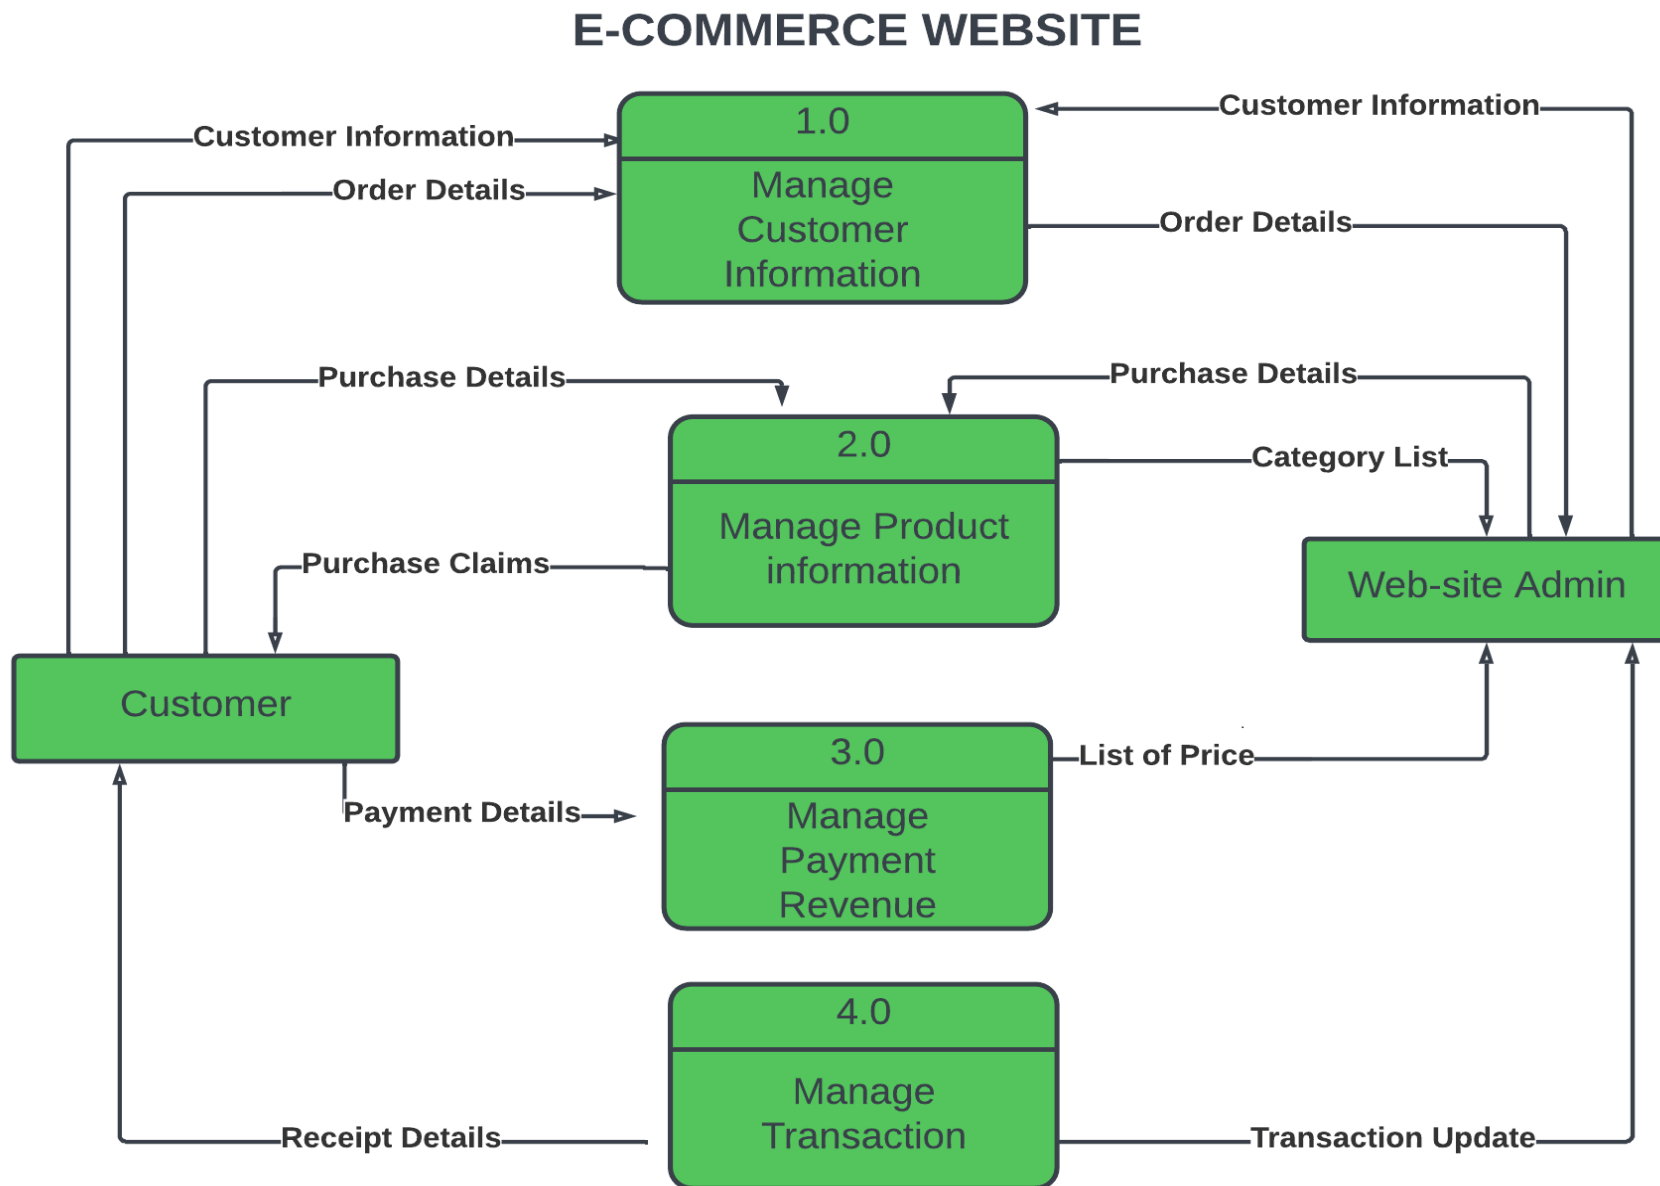 E-COMMERCE WEBSITE
1.0
Manage
Customer
Information
Customer Information
Order Details
Customer Information
Order Details
Purchase Details
Purchase Details
2.0
Manage Product
information
Category List
Purchase Claims
Web-site Admin
Customer
3.0
Manage
Payment
Revenue
List of Price
Payment Details
4.0
Manage
Transaction
Receipt Details
Transaction Update